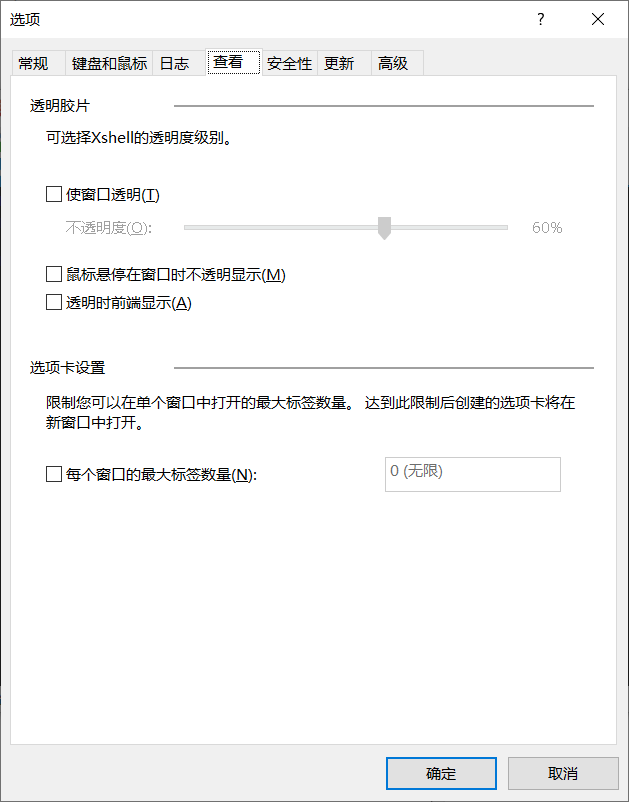 选项
?
常规 键盘和鼠标 日志 查看 安全性 更新 高级
透明胶片
可选择Xshell的透明度级别。
使窗口透明(T)
不透明度(O): 60%
鼠标悬停在窗口时不透明显示(M)
透明时前端显示(A)
选项卡设置
限制您可以在单个窗口中打开的最大标签数量。 达到此限制后创建的选项卡将在
新窗口中打开。
每个窗口的最大标签数量(N): 0 (无限)
确定 取消